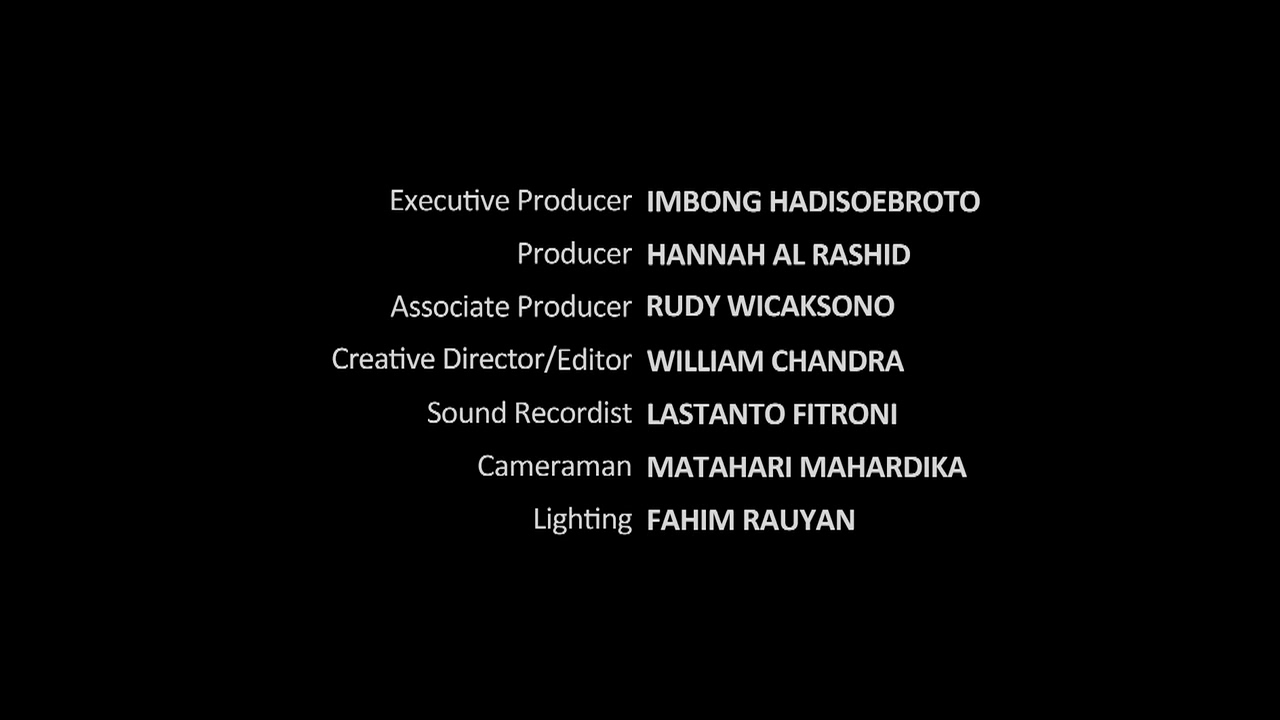 Executive Producer IMBONG HADISOEBROTO
Producer HANNAH AL RASHID
Associate Producer RUDY WICAKSONO
Creative Director/Editor WILLIAM CHANDRA
Sound Recordist LASTANTO FITRONI
Cameraman MATAHARI MAHARDIKA
Lighting FAHIM RAUYAN